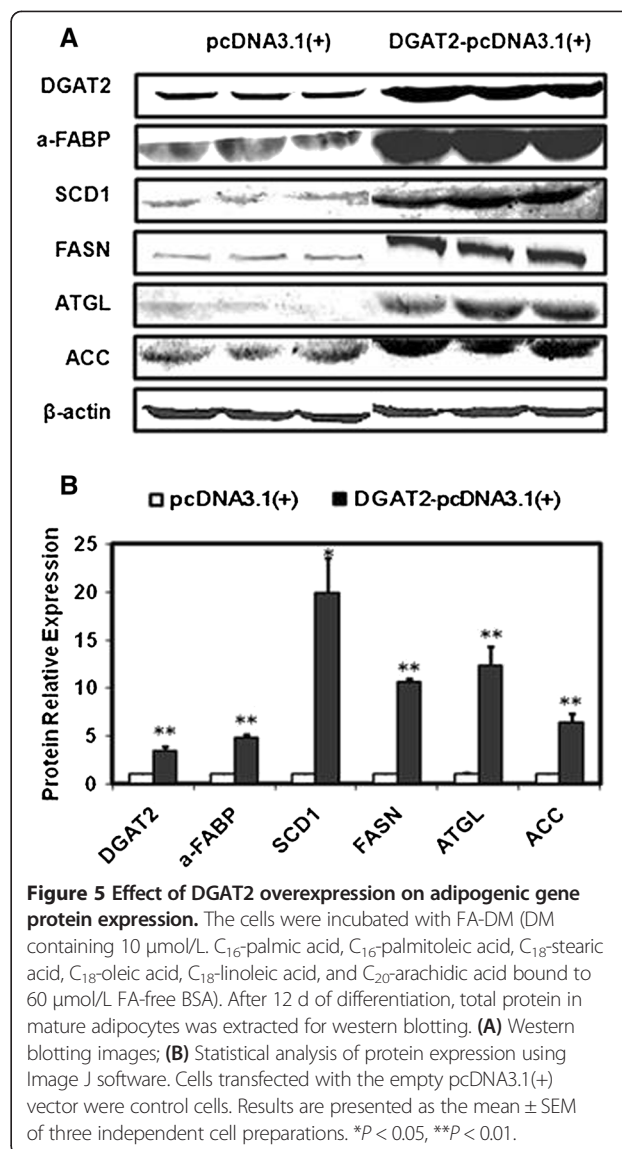 A
pcDNA3.1(+) DGAT2-pcDNA3.1(+)
DGAT2
a-FABP
SCD1
FASN
ATGL
ACC
β-actin
B
pcDNA3.1(+) DGAT2-pcDNA3.1(+)
Protein Relative Expression
25
20
15
10
5
0
**
**
*
**
**
**
DGAT2 a-FABP SCD1 FASN ATGL ACC
Figure 5 Effect of DGAT2 overexpression on adipogenic gene
protein expression. The cells were incubated with FA-DM (DM
containing 10 μmol/L. C16-palmic acid, C16-palmitoleic acid, C18-stearic
acid, C18-oleic acid, C18-linoleic acid, and C20-arachidic acid bound to
60 μmol/L FA-free BSA). After 12 d of differentiation, total protein in
mature adipocytes was extracted for western blotting. (A) Western
blotting images; (B) Statistical analysis of protein expression using
Image J software. Cells transfected with the empty pcDNA3.1(+)
vector were control cells. Results are presented as the mean ± SEM
of three independent cell preparations. *P < 0.05, **P < 0.01.